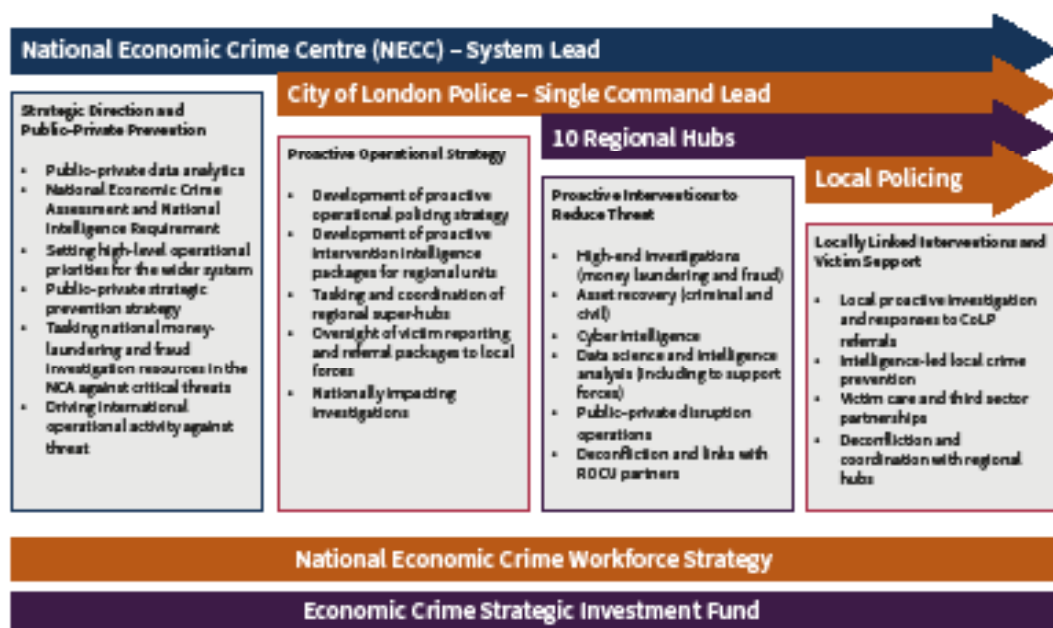 National Economic Crime Centre (NECC) – System Lead
City of London Police – Single Command Lead
10 Regional Hubs
Local Policing
Strategic Direction and
Public-Private Prevention
• Public-private data analytics
• National Economic Crime
Assessment and National
Intelligence Requirement
• Setting high-level operational
priorities for the wider system
• Public-private strategic
prevention strategy
• Tasking national money-
laundering and fraud
investigation resources in the
NCA against critical threats
• Driving international
operational activity against
threat
Proactive Operational Strategy
• Development of proactive
operational policing strategy
• Development of proactive
intervention intelligence
packages for regional units
• Tasking and coordination of
regional super-hubs
• Oversight of victim reporting
and referral packages to local
forces
• Nationally impacting
investigations
Proactive Interventions to
Reduce Threat
• High-end investigations
(money laundering and fraud)
• Asset recovery (criminal and
civil)
• Cyber intelligence
• Data science and intelligence
analysis (including to support
forces)
• Public-private disruption
operations
• Deconfliction and links with
ROCU partners
Locally Linked Interventions and
Victim Support
• Local proactive investigation
and responses to CoLP
referrals
• Intelligence-led local crime
prevention
• Victim care and third sector
partnerships
• Deconfliction and
coordination with regional
hubs
National Economic Crime Workforce Strategy
Economic Crime Strategic Investment Fund